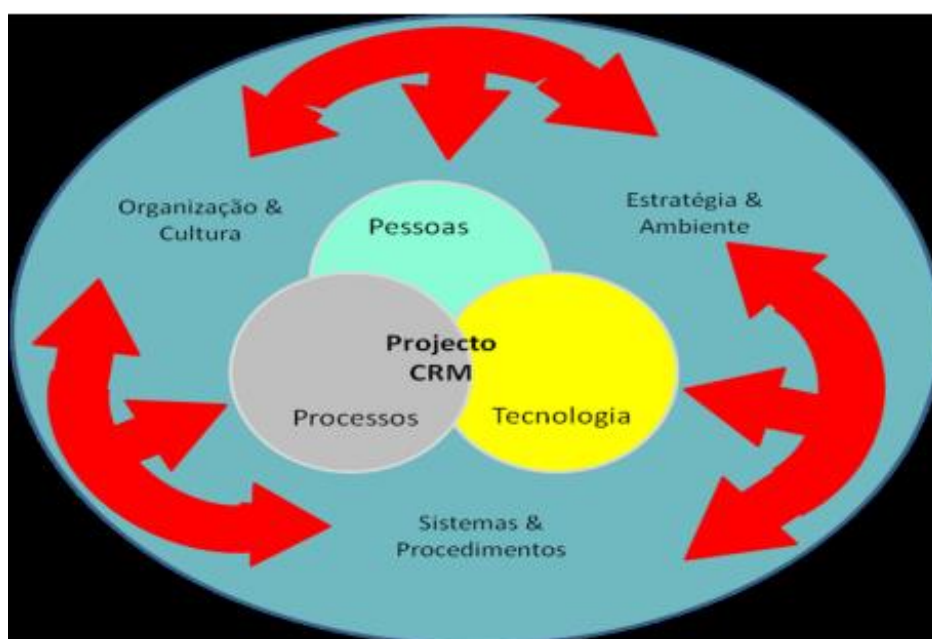 Organização &
Cultura
Pessoas
Estratégia &
Ambiente
Projecto
CRM
Processos
Tecnologia
Sistemas &
Procedimentos